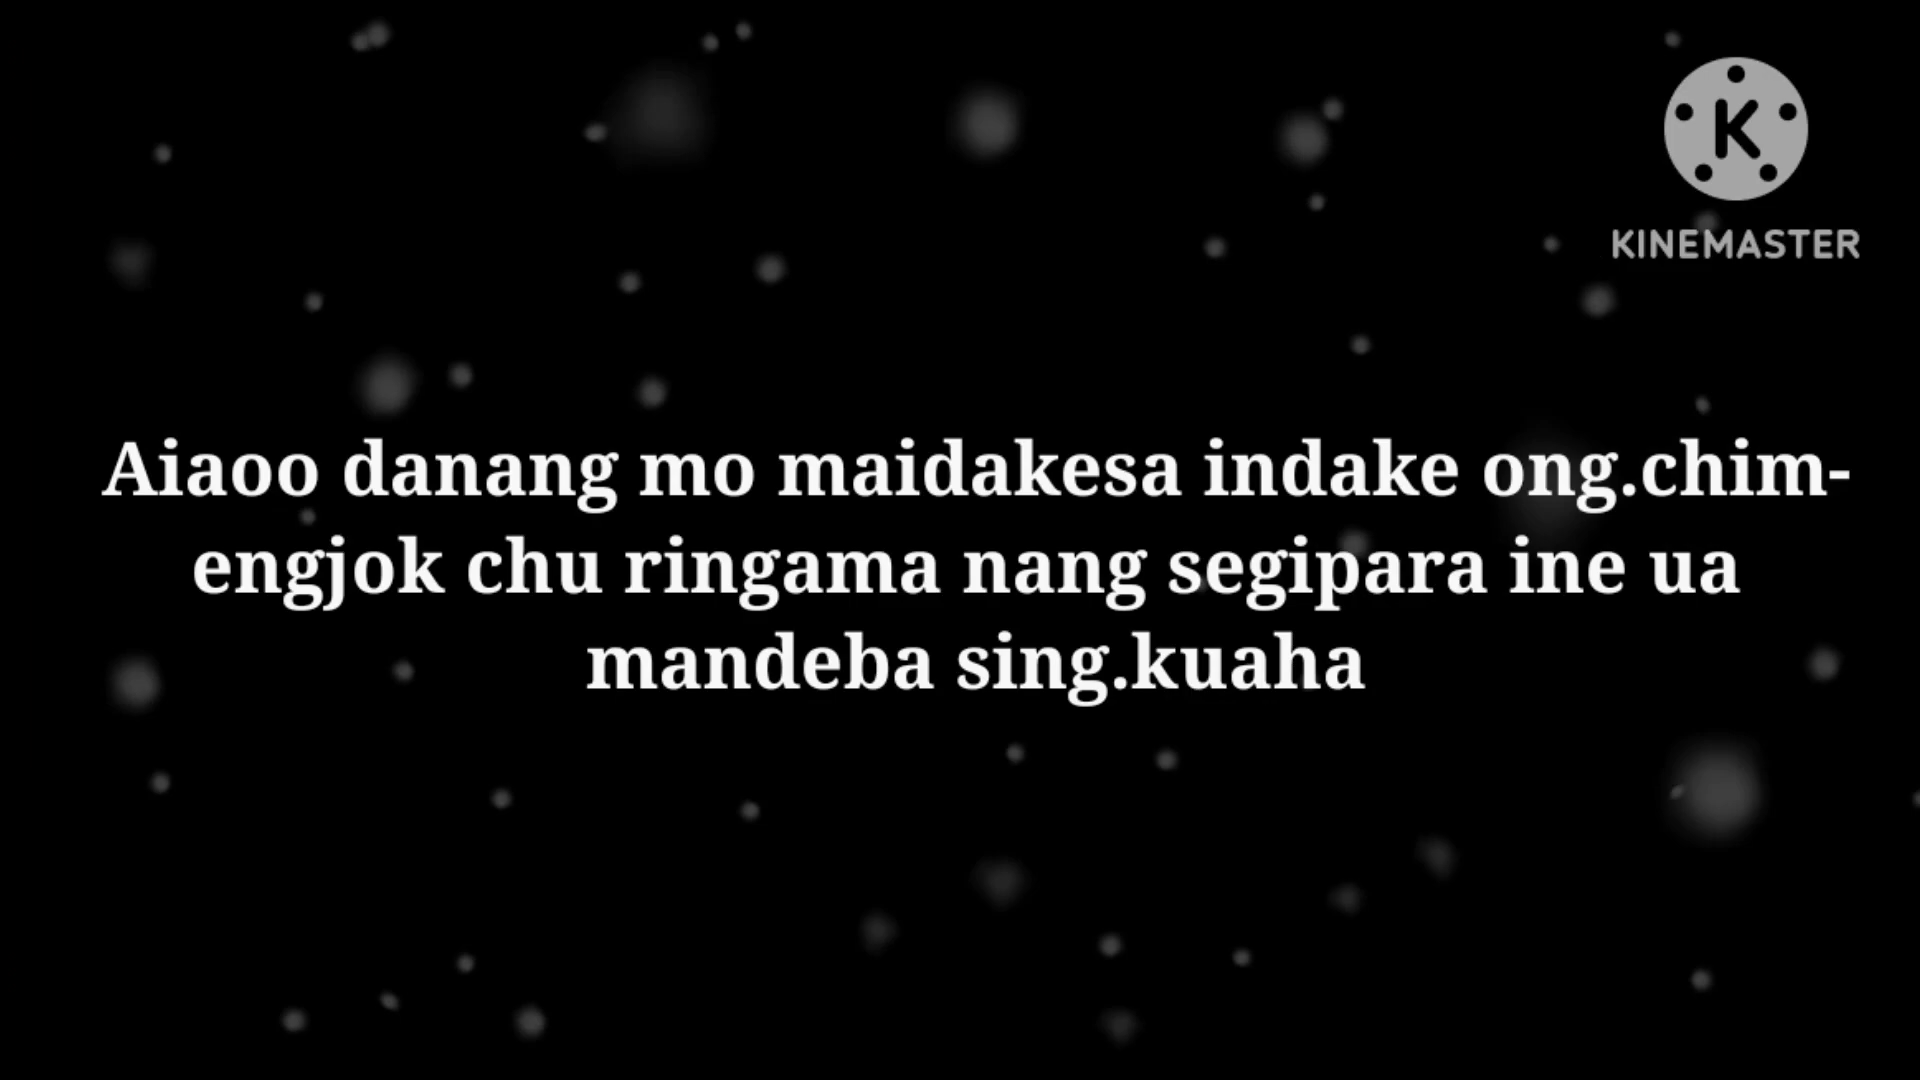 KINEMASTER
Aiaoo danang mo maidakesa indake ong.chim-
engjok chu ringama nang segipara ine ua
mandeba sing.kuaha